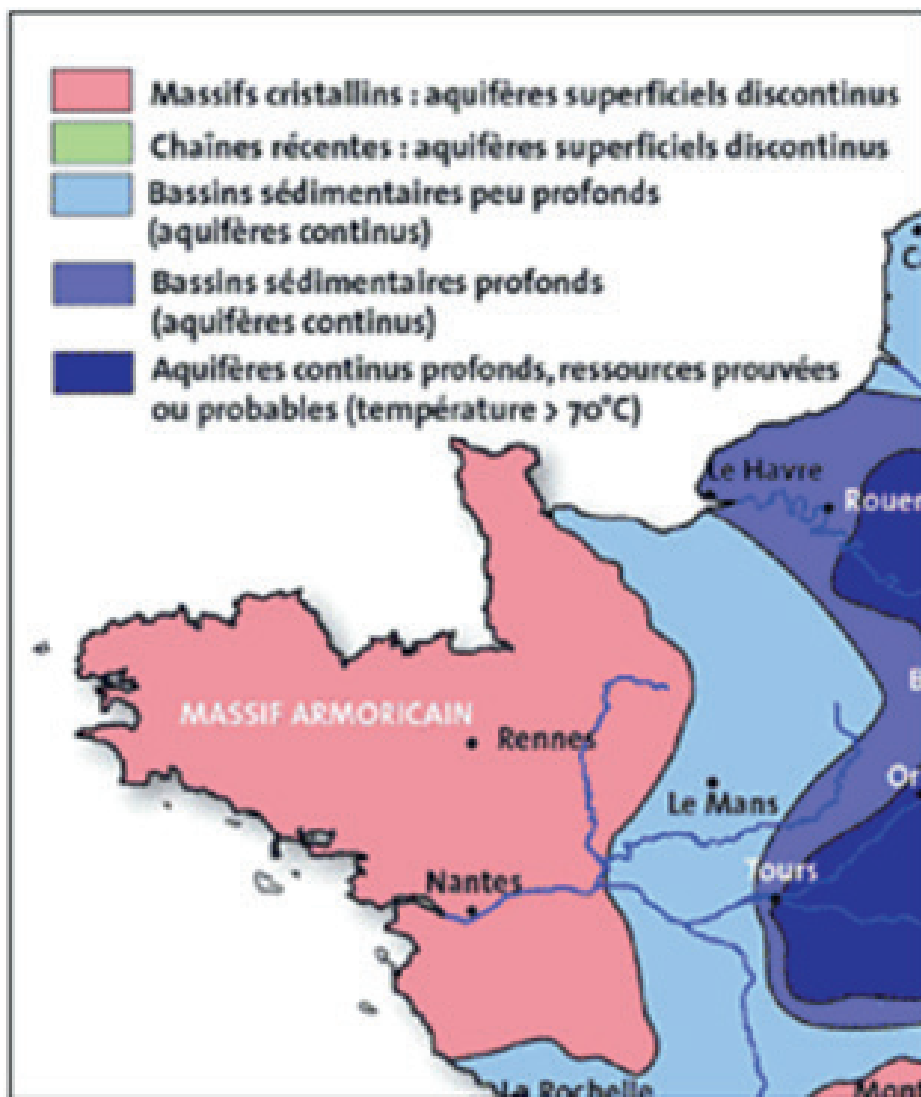 Massifs cristallins : aquifères superficiels discontinus
Chaînes récentes : aquifères superficiels discontinus
Bassins sédimentaires peu profonds
(aquifères continus)
Bassins sédimentaires profonds
(aquifères continus)
Aquifères continus profonds, ressources prouvées
ou probables (température > 70°C)
C
Le Havre
Rouen
B
MASSIF ARMORICAIN
Rennes
Or
Le Mans
Tours
Nantes
La Rochelle
Mont